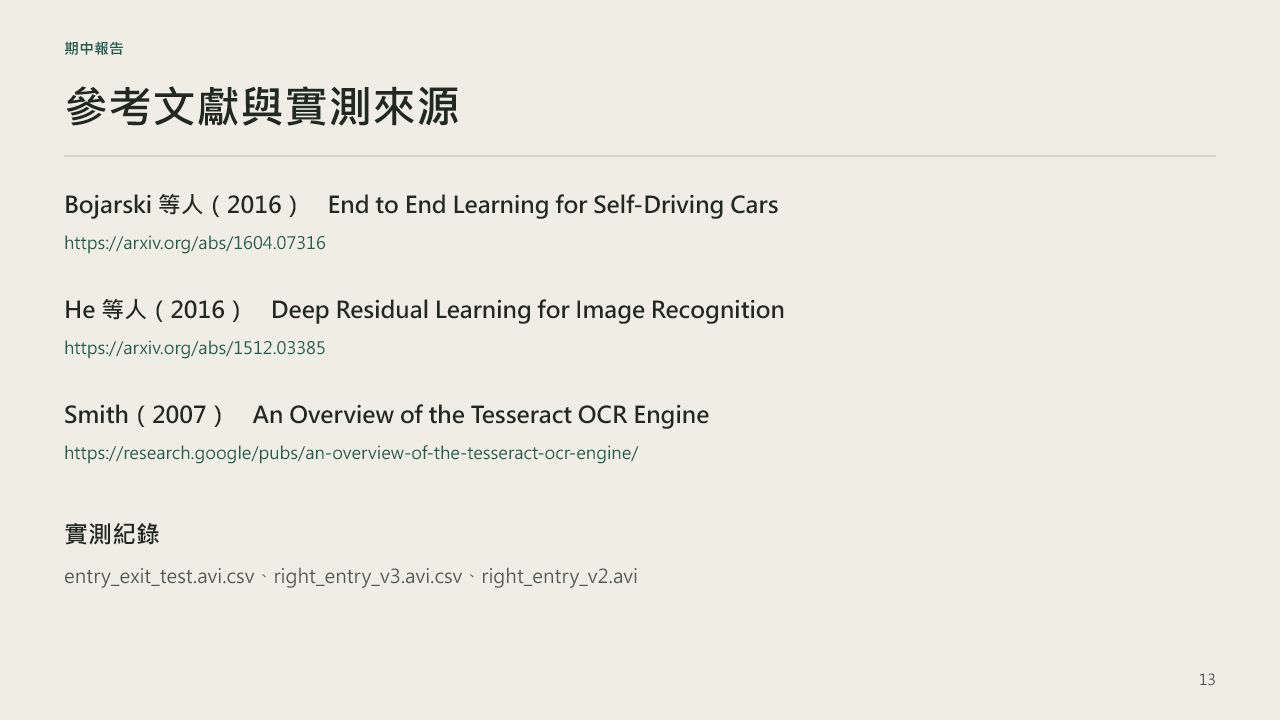 期中報告
參考文獻與實測來源
Bojarski 等人（2016）　End to End Learning for Self-Driving Cars
https://arxiv.org/abs/1604.07316
He 等人（2016）　Deep Residual Learning for Image Recognition
https://arxiv.org/abs/1512.03385
Smith（2007）　An Overview of the Tesseract OCR Engine
https://research.google/pubs/an-overview-of-the-tesseract-ocr-engine/
實測紀錄
entry_exit_test.avi.csv、right_entry_v3.avi.csv、right_entry_v2.avi
13